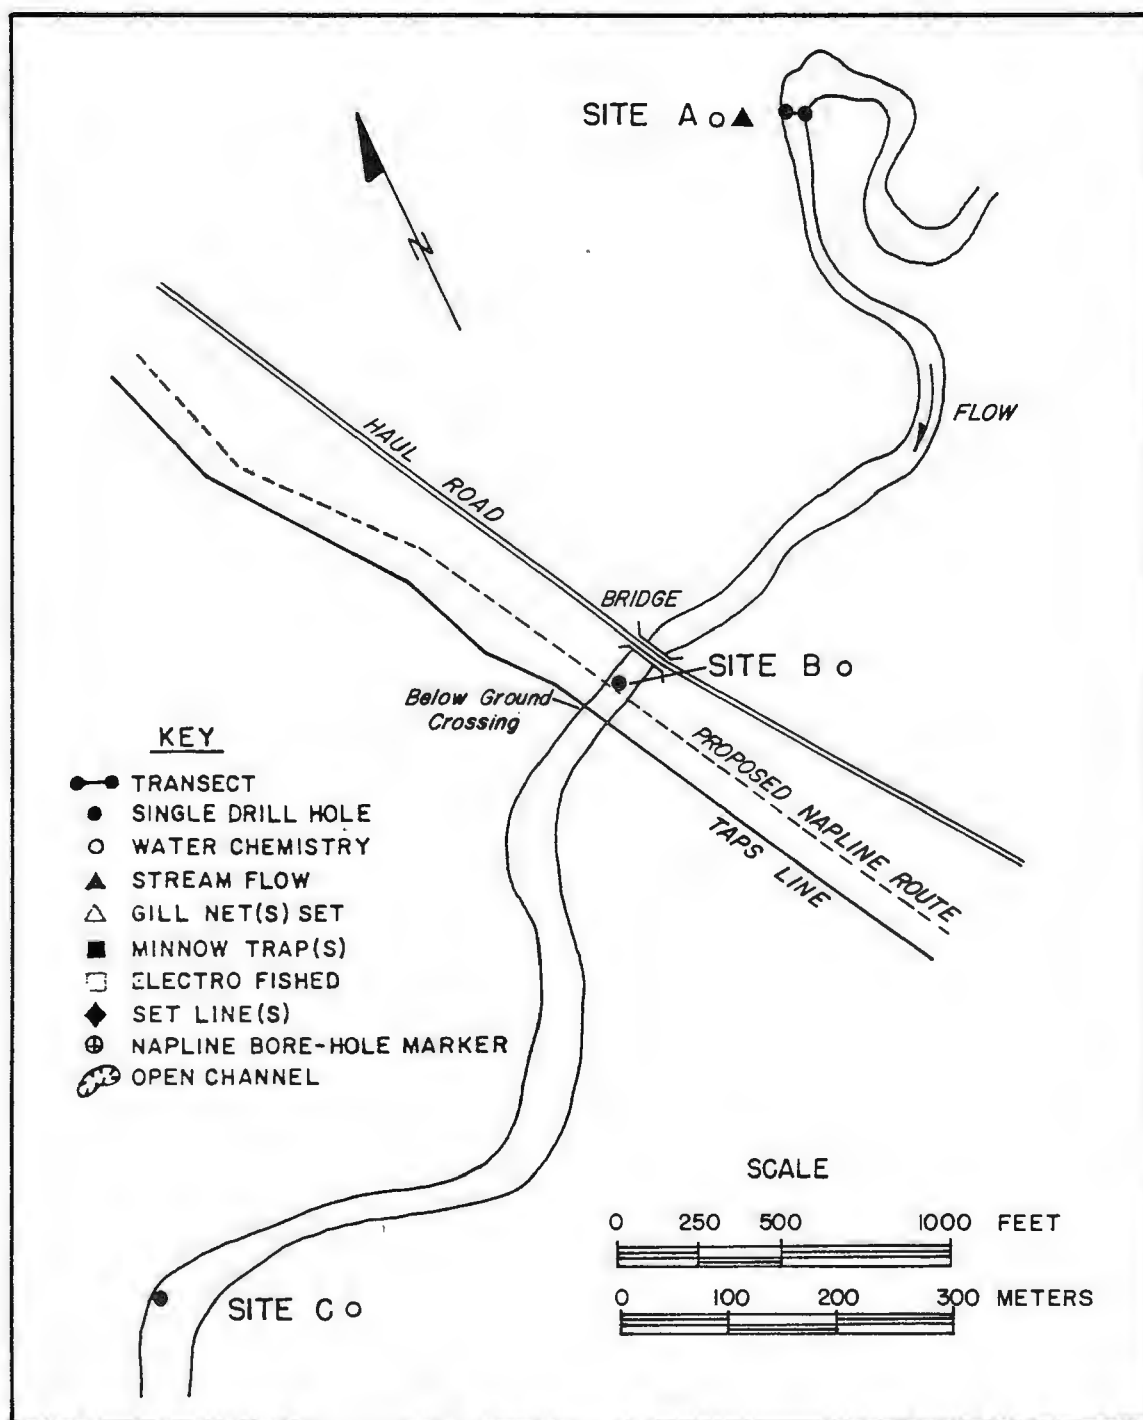 SITE A
N
FLOW
HAUL ROAD
BRIDGE
SITE B
Below Ground
Crossing
PROPOSED NAPLINE ROUTE
TAPS LINE
KEY
TRANSECT
SINGLE DRILL HOLE
WATER CHEMISTRY
STREAM FLOW
GILL NET(S) SET
MINNOW TRAP(S)
ELECTRO FISHED
SET LINE(S)
NAPLINE BORE-HOLE MARKER
OPEN CHANNEL
SCALE
0 250 500 1000 FEET
0 100 200 300 METERS
SITE C